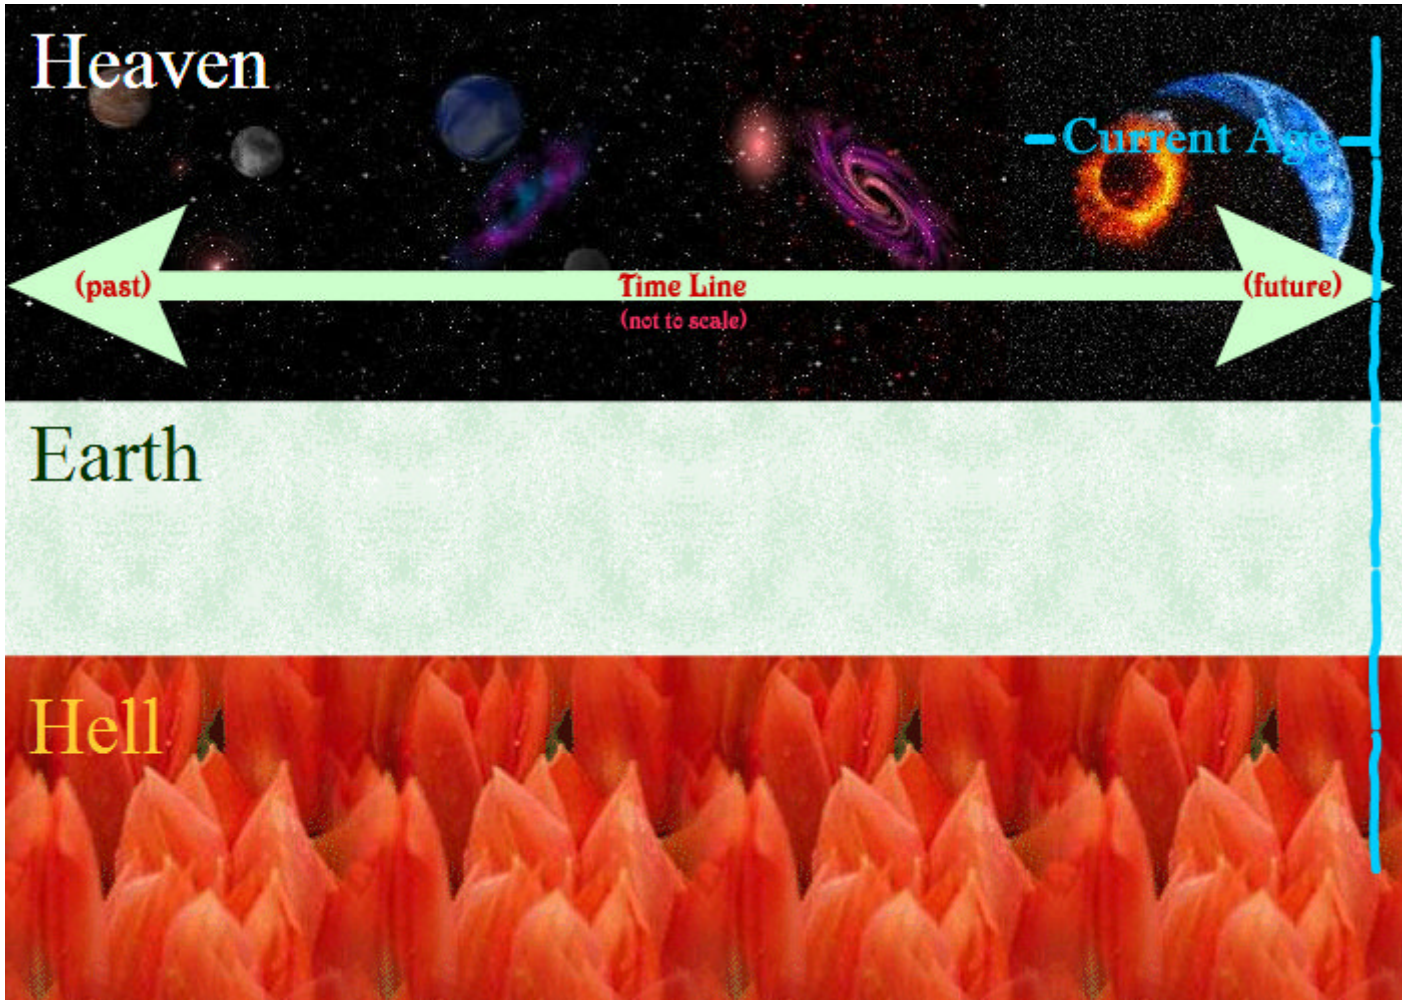 Heaven
Current Age
(past)
Time Line
(future)
(not to scale)
Earth
Hell